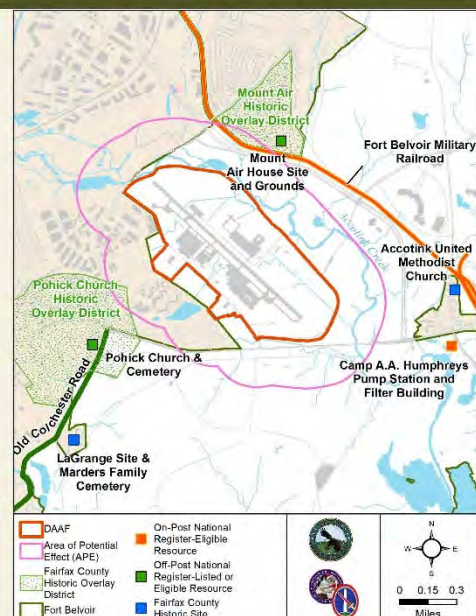 Mount Air
Historic
Overlay District
Mount
Air House Site
and Grounds
Fort Belvoir Military
Railroad
Accotink Creek
Accotink United
Methodist
Church
Pohick Church
Historic
Overlay District
Pohick Church &
Cemetery
Camp A.A. Humphreys
Pump Station and
Filter Building
Old Colchester Road
LaGrange Site &
Marders Family
Cemetery
DAAF
Area of Potential
Effect (APE)
Fairfax County
Historic Overlay
District
Fort Belvoir
On-Post National
Register-Eligible
Resource
Off-Post National
Register-Listed or
Eligible Resource
Fairfax County
Historic Site
N
W E
S
0 0.15 0.3
Miles